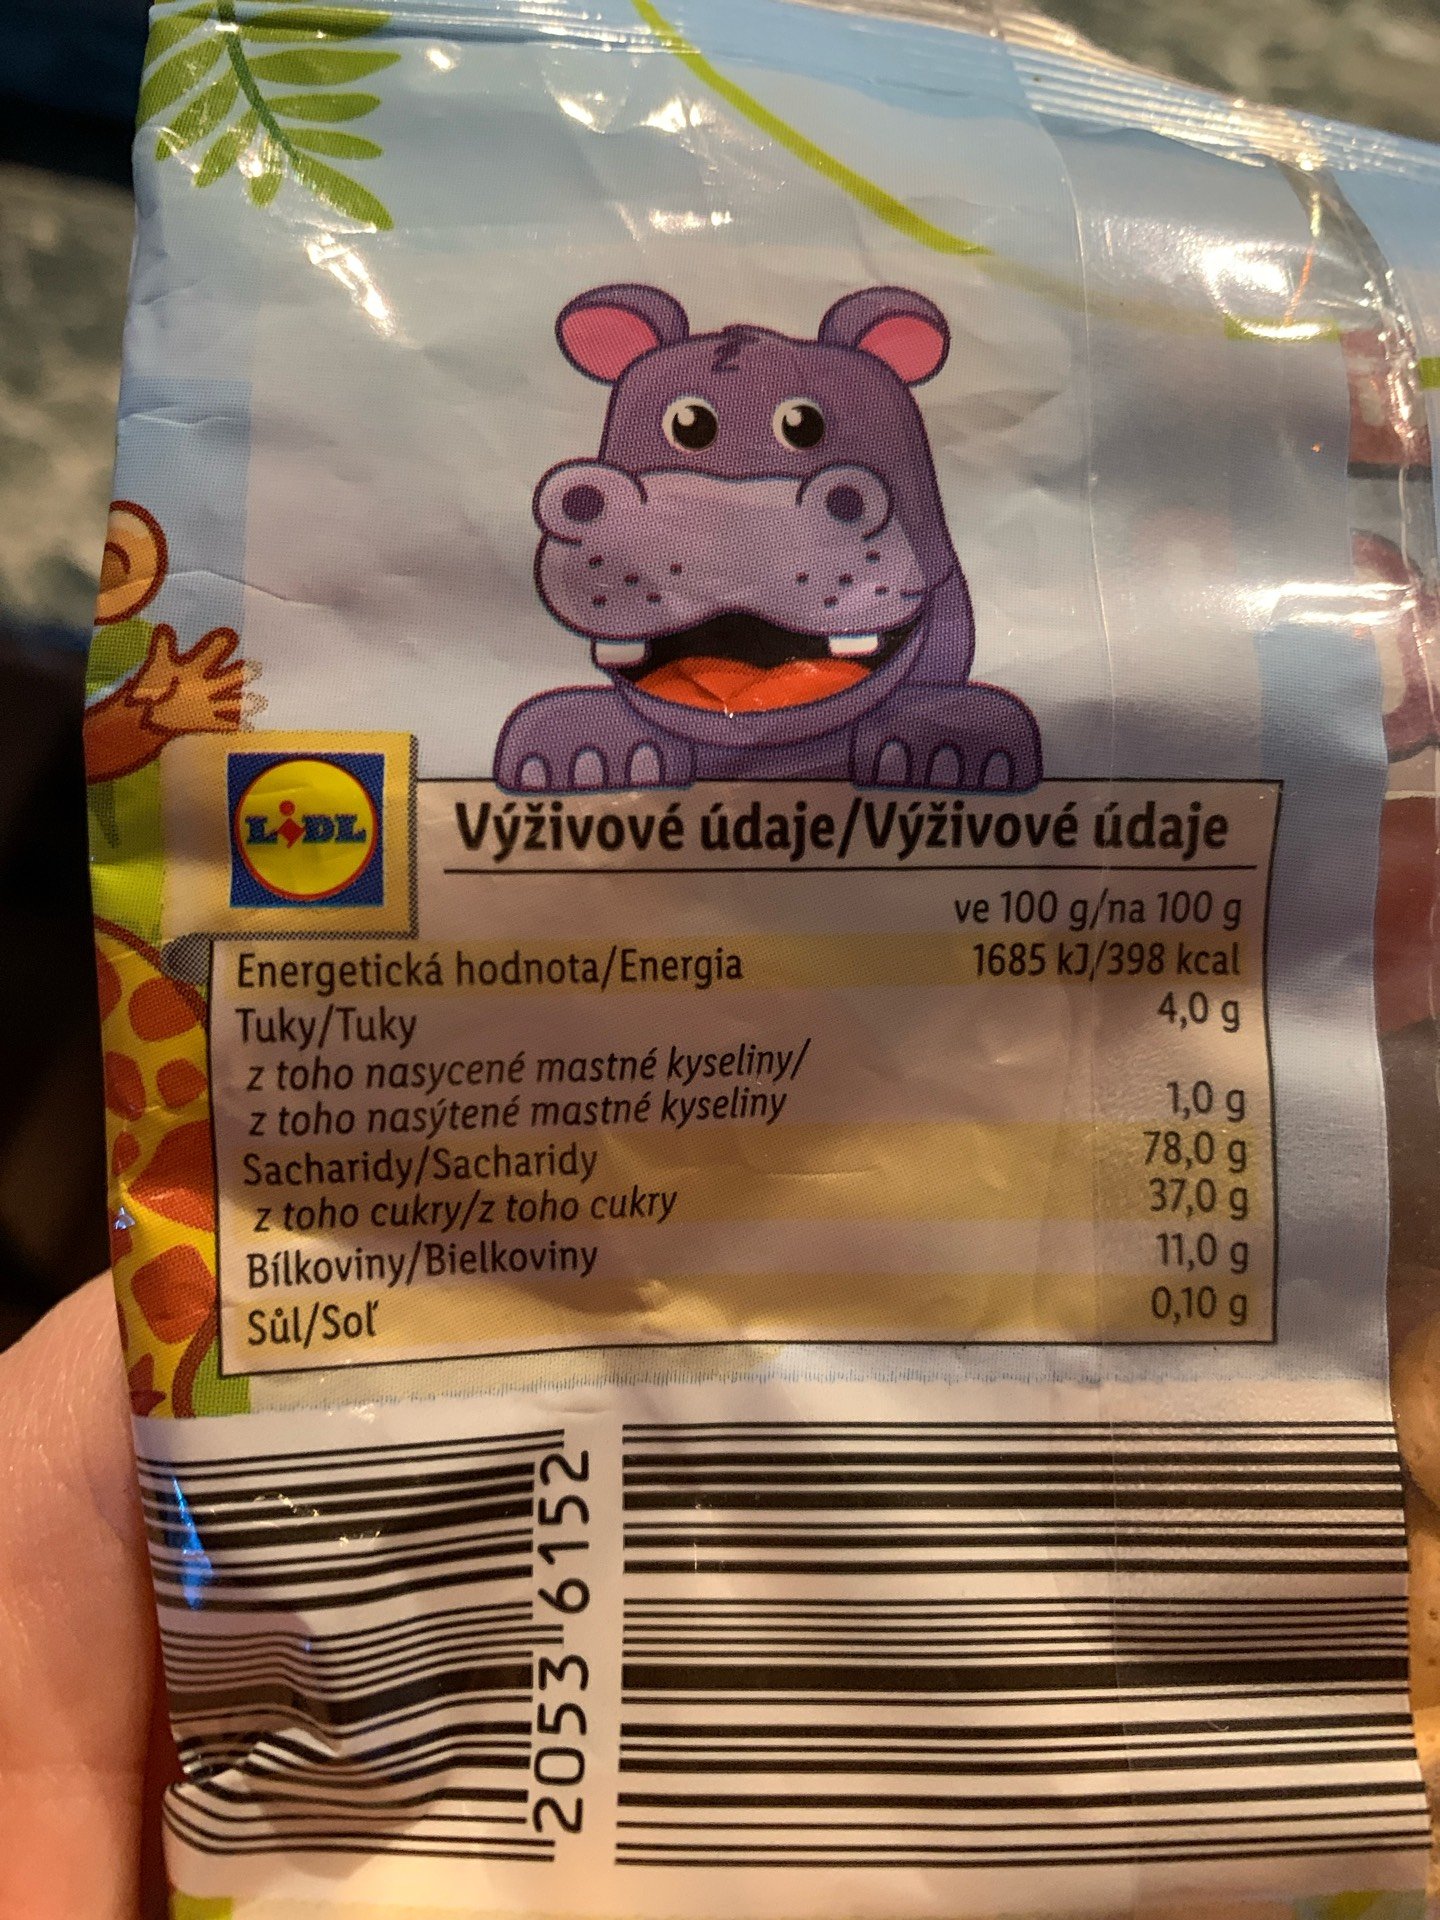 LIDL
Výživové údaje/Výživové údaje
ve 100 g/na 100 g
Energetická hodnota/Energia 1685 kJ/398 kcal
Tuky/Tuky 4,0 g
z toho nasycené mastné kyseliny/
z toho nasýtené mastné kyseliny 1,0 g
Sacharidy/Sacharidy 78,0 g
z toho cukry/z toho cukry 37,0 g
Bílkoviny/Bielkoviny 11,0 g
Sůl/Soľ 0,10 g
2053 6152